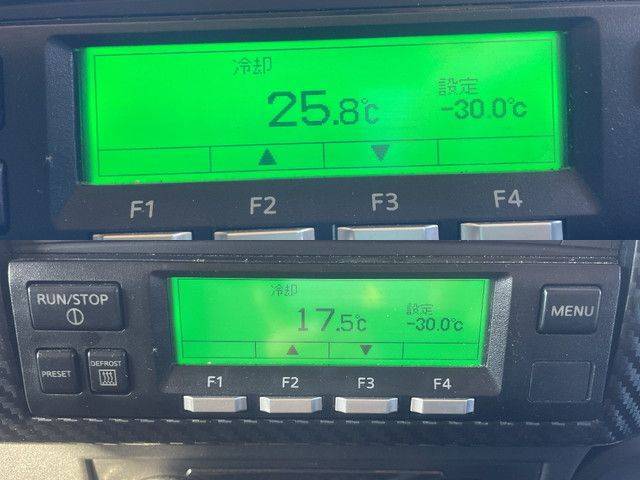 冷却
設定
25.8℃ -30.0℃
▲ ▼
F1 F2 F3 F4
RUN/STOP
冷却
設定
17.5℃ -30.0℃
MENU
▲ ▼
PRESET
DEFROST
F1 F2 F3 F4